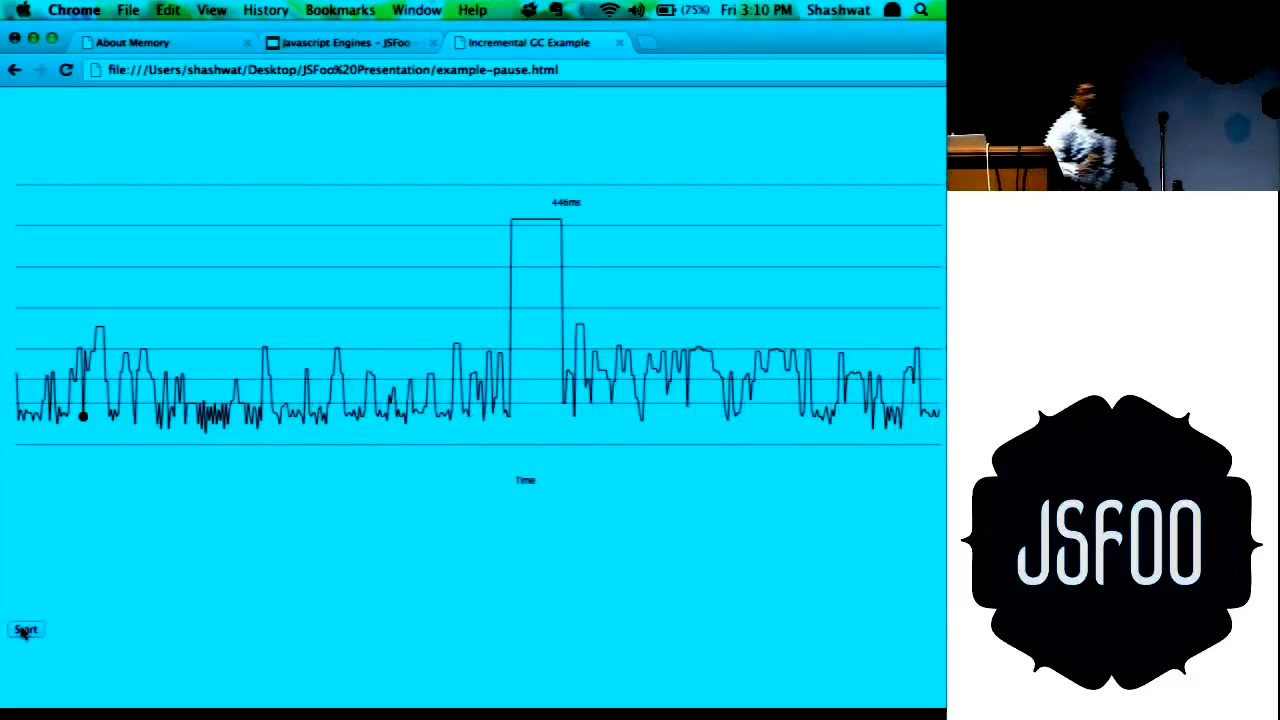 Chrome File Edit View History Bookmarks Window Help (75%) Fri 3:10 PM Shashwat
About Memory
Javascript Engines - JSFoo
Incremental GC Example
file:///Users/shashwat/Desktop/JSFoo%20Presentation/example-pause.html
446ms
Time
Start
JSFOO